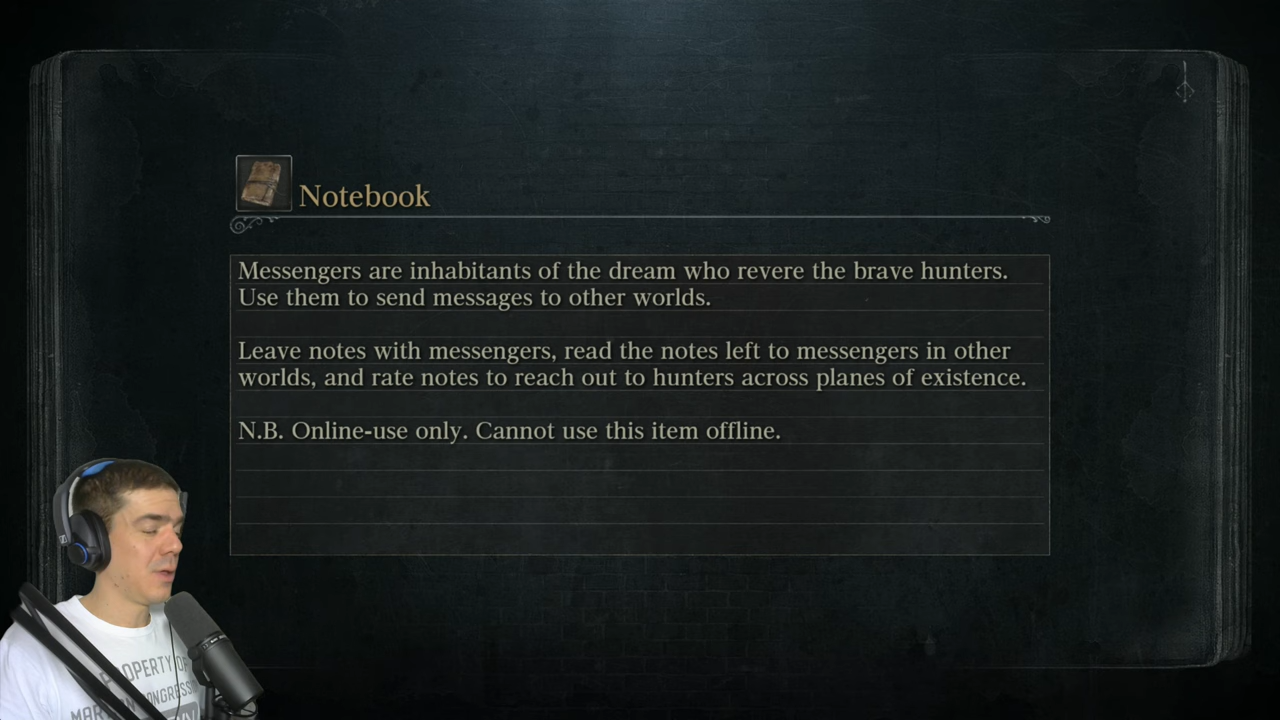 Notebook
Messengers are inhabitants of the dream who revere the brave hunters.
Use them to send messages to other worlds.
Leave notes with messengers, read the notes left to messengers in other
worlds, and rate notes to reach out to hunters across planes of existence.
N.B. Online-use only. Cannot use this item offline.
PROPERTY OF